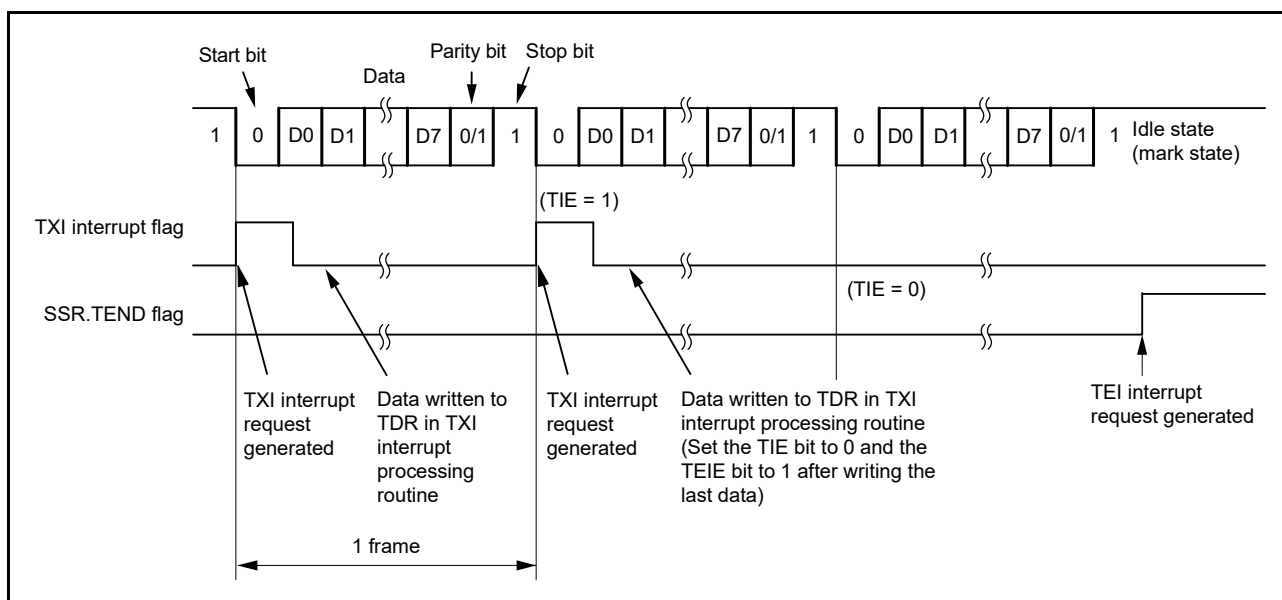 Start bit
Data
Parity bit
Stop bit
1 0 D0 D1 D7 0/1 1 0 D0 D1 D7 0/1 1 0 D0 D1 D7 0/1 1
Idle state
(mark state)
(TIE = 1)
TXI interrupt flag
(TIE = 0)
SSR.TEND flag
TXI interrupt
request
generated
Data written to
TDR in TXI
interrupt
processing
routine
TXI interrupt
request
generated
Data written to TDR in TXI
interrupt processing routine
(Set the TIE bit to 0 and the
TEIE bit to 1 after writing the
last data)
TEI interrupt
request generated
1 frame